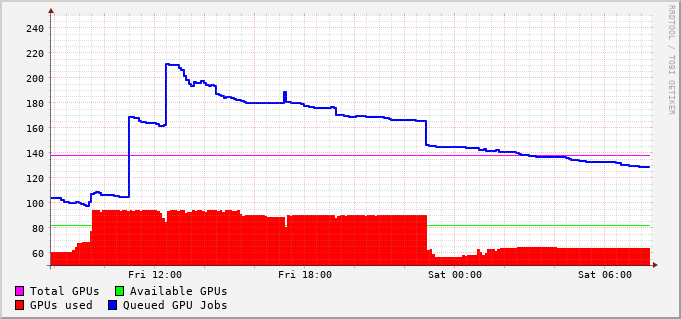 RRDTOOL / TOBI OETIKER
240
220
200
180
160
140
120
100
80
60
Fri 12:00 Fri 18:00 Sat 00:00 Sat 06:00
Total GPUs Available GPUs
GPUs used Queued GPU Jobs